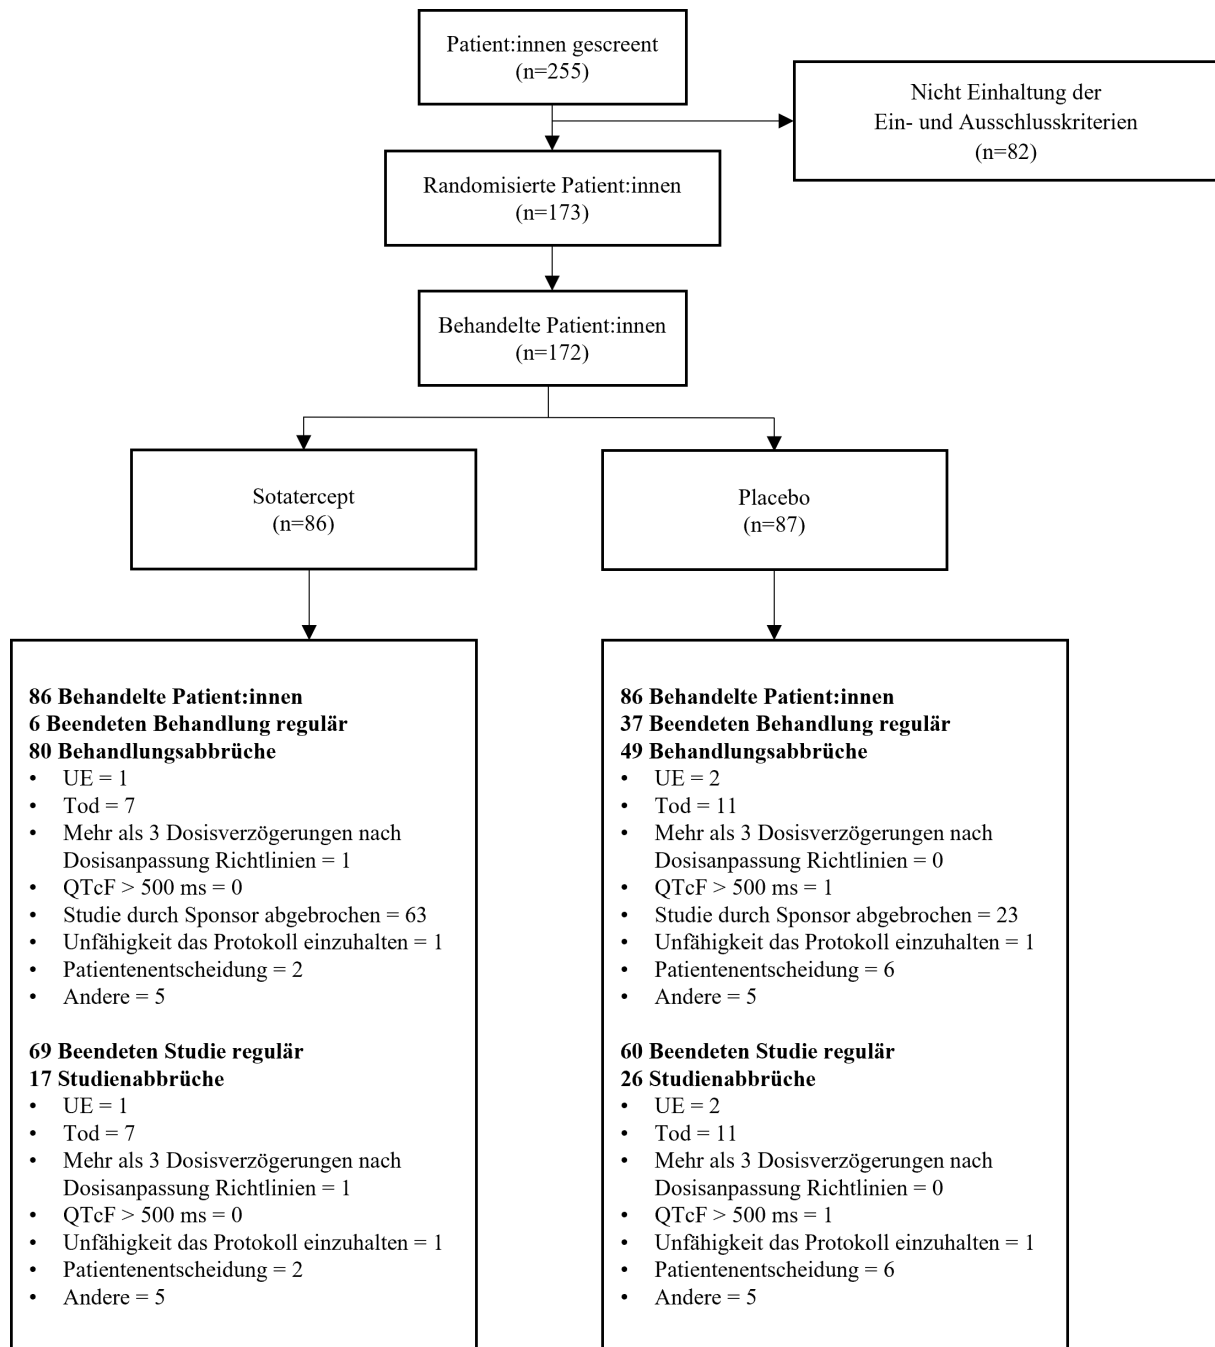 Patient:innen gescreent
(n=255)
Nicht Einhaltung der
Ein- und Ausschlusskriterien
(n=82)
Randomisierte Patient:innen
(n=173)
Behandelte Patient:innen
(n=172)
Sotatercept
(n=86)
Placebo
(n=87)
86 Behandelte Patient:innen
6 Beendeten Behandlung regulär
80 Behandlungsabbrüche
• UE = 1
• Tod = 7
• Mehr als 3 Dosisverzögerungen nach
Dosisanpassung Richtlinien = 1
• QTcF > 500 ms = 0
• Studie durch Sponsor abgebrochen = 63
• Unfähigkeit das Protokoll einzuhalten = 1
• Patientenentscheidung = 2
• Andere = 5
69 Beendeten Studie regulär
17 Studienabbrüche
• UE = 1
• Tod = 7
• Mehr als 3 Dosisverzögerungen nach
Dosisanpassung Richtlinien = 1
• QTcF > 500 ms = 0
• Unfähigkeit das Protokoll einzuhalten = 1
• Patientenentscheidung = 2
• Andere = 5
86 Behandelte Patient:innen
37 Beendeten Behandlung regulär
49 Behandlungsabbrüche
• UE = 2
• Tod = 11
• Mehr als 3 Dosisverzögerungen nach
Dosisanpassung Richtlinien = 0
• QTcF > 500 ms = 1
• Studie durch Sponsor abgebrochen = 23
• Unfähigkeit das Protokoll einzuhalten = 1
• Patientenentscheidung = 6
• Andere = 5
60 Beendeten Studie regulär
26 Studienabbrüche
• UE = 2
• Tod = 11
• Mehr als 3 Dosisverzögerungen nach
Dosisanpassung Richtlinien = 0
• QTcF > 500 ms = 1
• Unfähigkeit das Protokoll einzuhalten = 1
• Patientenentscheidung = 6
• Andere = 5